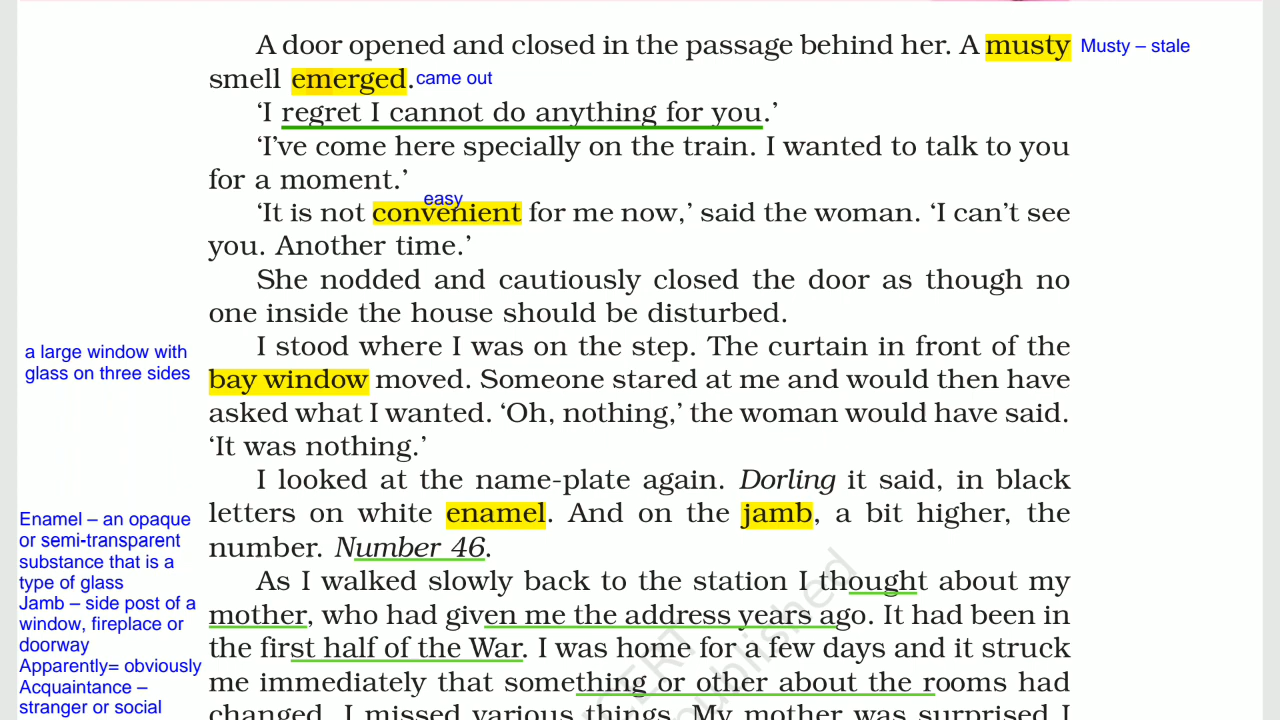 A door opened and closed in the passage behind her. A musty
Musty – stale
smell emerged.
came out
‘I regret I cannot do anything for you.’
‘I’ve come here specially on the train. I wanted to talk to you
for a moment.’
easy
‘It is not convenient for me now,’ said the woman. ‘I can’t see
you. Another time.’
She nodded and cautiously closed the door as though no
one inside the house should be disturbed.
I stood where I was on the step. The curtain in front of the
a large window with
glass on three sides
bay window moved. Someone stared at me and would then have
asked what I wanted. ‘Oh, nothing,’ the woman would have said.
‘It was nothing.’
I looked at the name-plate again. Dorling it said, in black
letters on white enamel. And on the jamb, a bit higher, the
number. Number 46.
Enamel – an opaque
or semi-transparent
substance that is a
type of glass
Jamb – side post of a
window, fireplace or
doorway
Apparently= obviously
Acquaintance –
stranger or social
As I walked slowly back to the station I thought about my
mother, who had given me the address years ago. It had been in
the first half of the War. I was home for a few days and it struck
me immediately that something or other about the rooms had
changed. I missed various things. My mother was surprised I
published